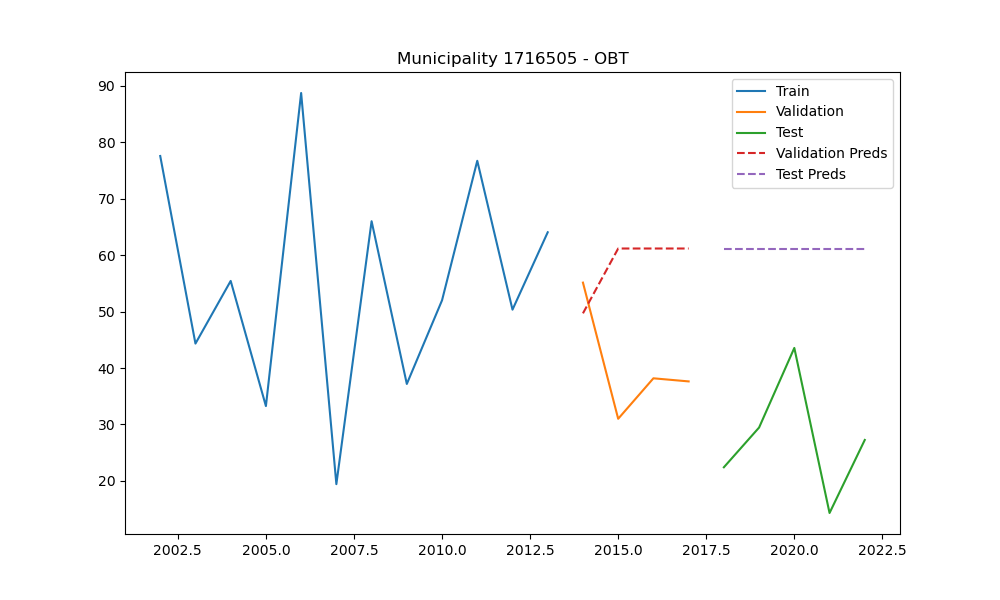 Municipality 1716505 - OBT
90
80
70
60
50
40
30
20
2002.5 2005.0 2007.5 2010.0 2012.5 2015.0 2017.5 2020.0 2022.5
Train
Validation
Test
Validation Preds
Test Preds